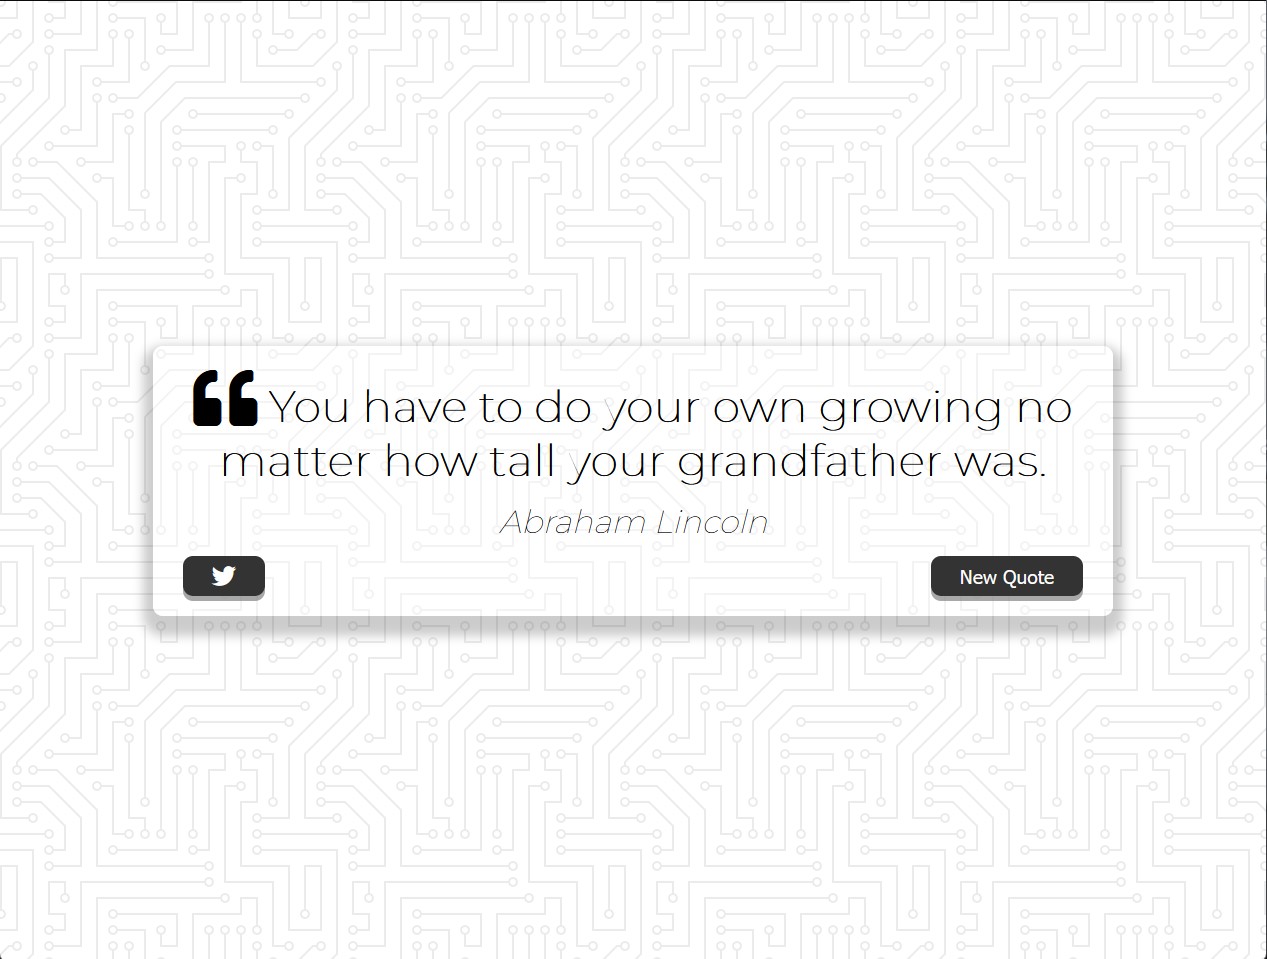 “You have to do your own growing no
matter how tall your grandfather was.
Abraham Lincoln
New Quote